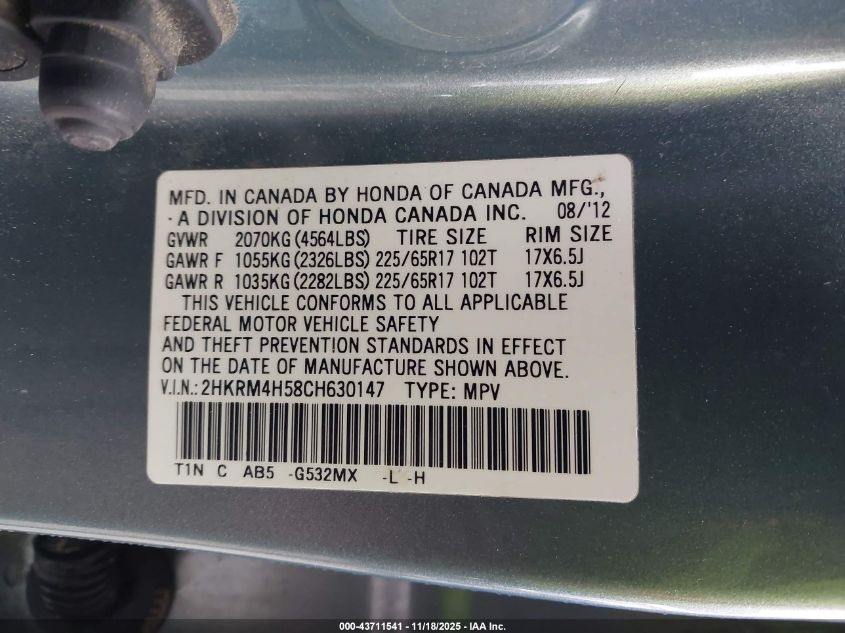 MFD. IN CANADA BY HONDA OF CANADA MFG.,
- A DIVISION OF HONDA CANADA INC. 08/'12
GVWR 2070KG (4564LBS) TIRE SIZE RIM SIZE
GAWR F 1055KG (2326LBS) 225/65R17 102T 17X6.5J
GAWR R 1035KG (2282LBS) 225/65R17 102T 17X6.5J
THIS VEHICLE CONFORMS TO ALL APPLICABLE
FEDERAL MOTOR VEHICLE SAFETY
AND THEFT PREVENTION STANDARDS IN EFFECT
ON THE DATE OF MANUFACTURE SHOWN ABOVE.
V.I.N.: 2HKRM4H58CH630147 TYPE: MPV
T1N C AB5 -G532MX -L -H
000-43711541 - 11/18/2025 - IAA Inc.